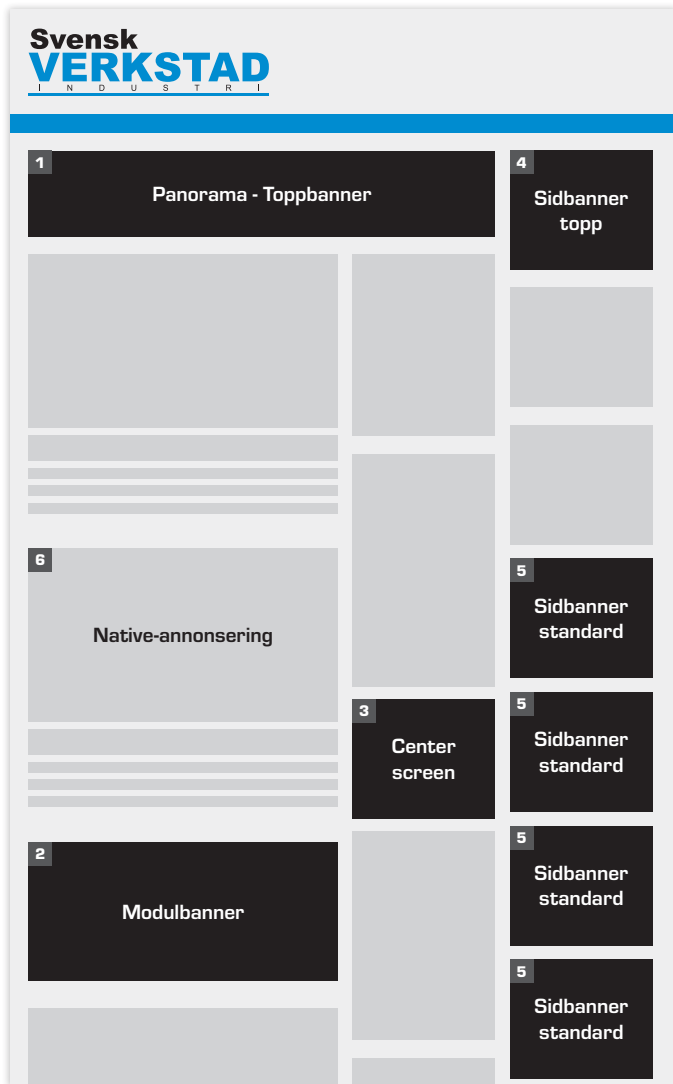 Svensk
VERKSTAD
INDUSTRI
1
Panorama - Toppbanner
4
Sidbanner
topp
6
Native-annonsering
5
Sidbanner
standard
3
Center
screen
5
Sidbanner
standard
2
Modulbanner
5
Sidbanner
standard
5
Sidbanner
standard